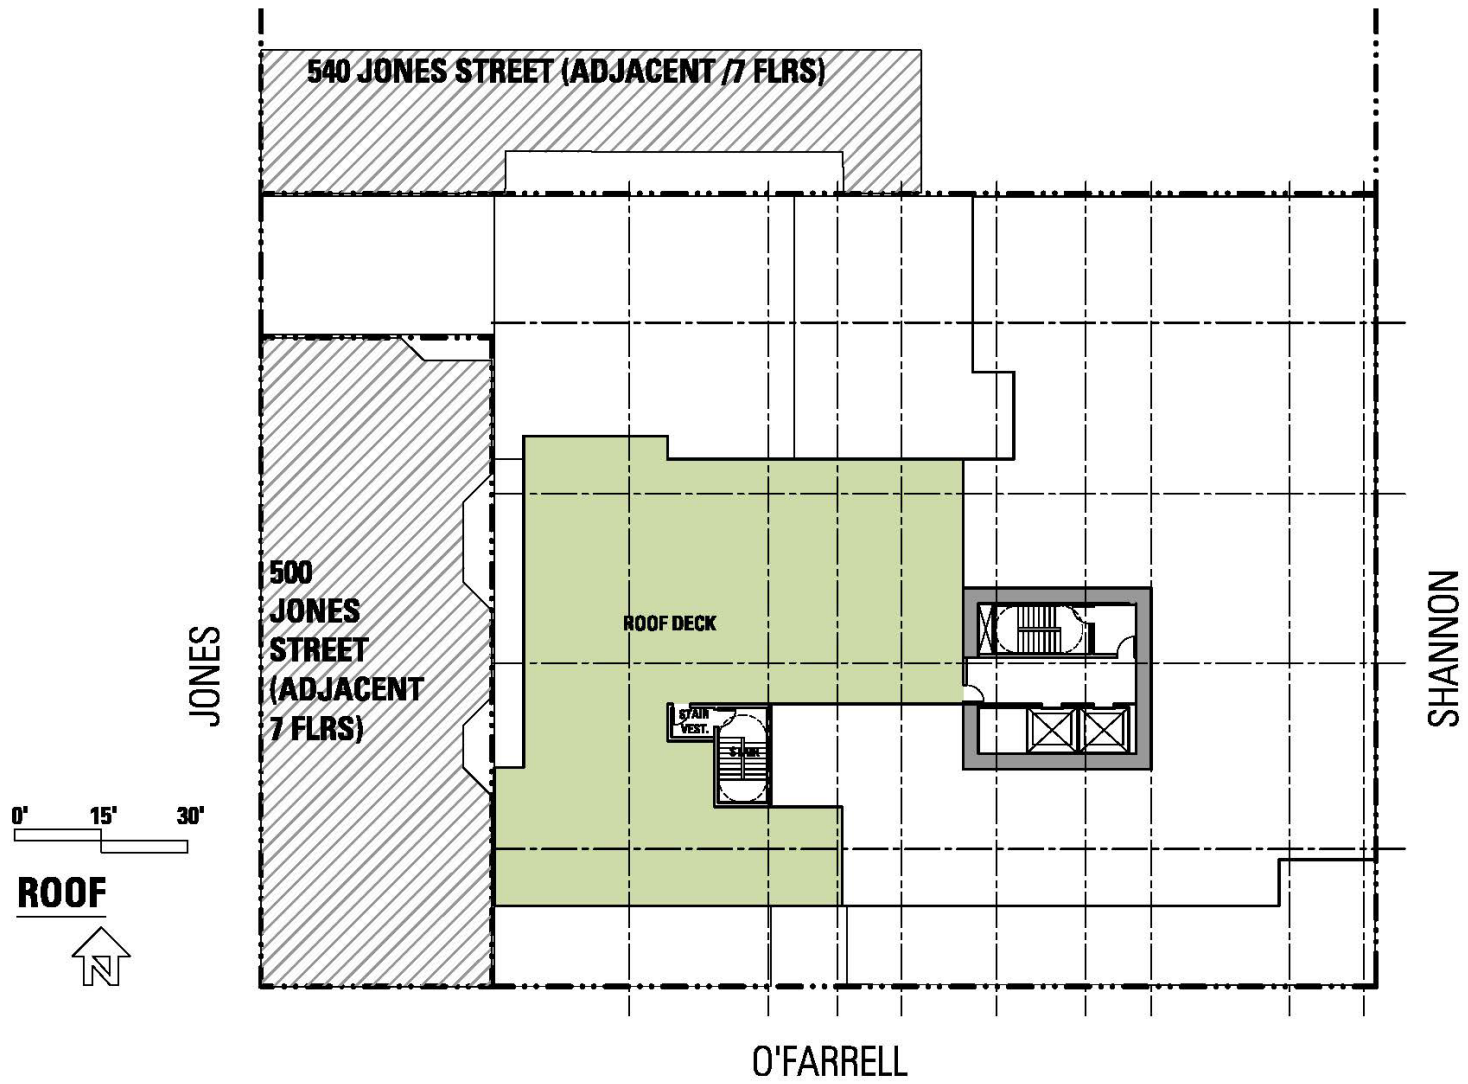 540 JONES STREET (ADJACENT /7 FLRS)
500
JONES
STREET
(ADJACENT
7 FLRS)
JONES
ROOF DECK
STAIR
VEST.
STAIR
SHANNON
0' 15' 30'
ROOF
N
O'FARRELL